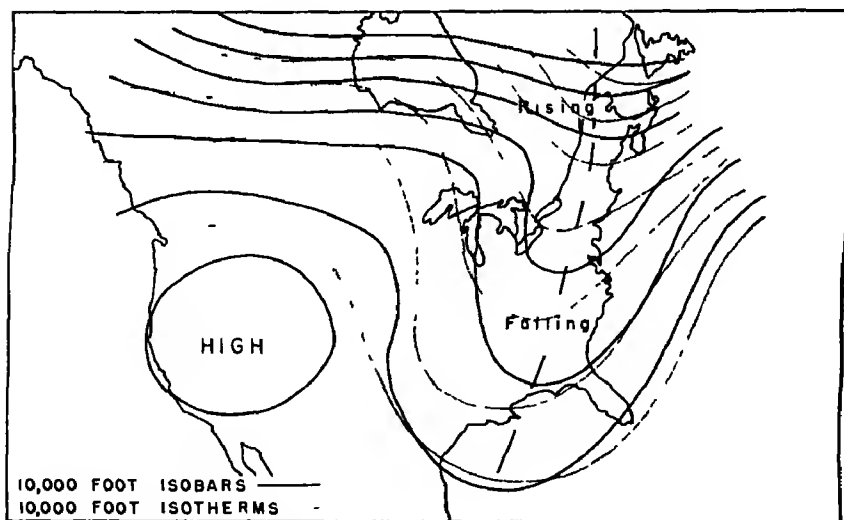 Rising
Falling
HIGH
10,000 FOOT ISOBARS
10,000 FOOT ISOTHERMS